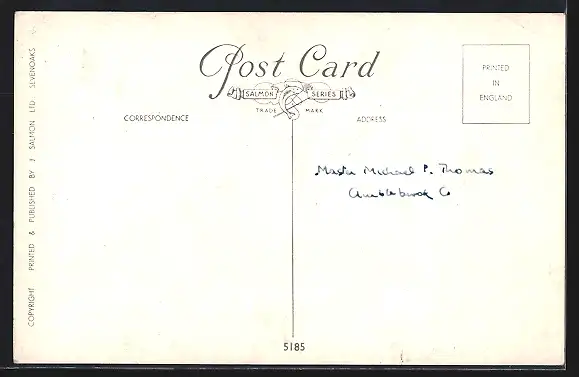 Post Card
SALMON SERIES
TRADE MARK
CORRESPONDENCE
ADDRESS
PRINTED
IN
ENGLAND
COPYRIGHT PRINTED & PUBLISHED BY J SALMON LTD. SEVENOAKS
Master Michael P. Thomas
5185